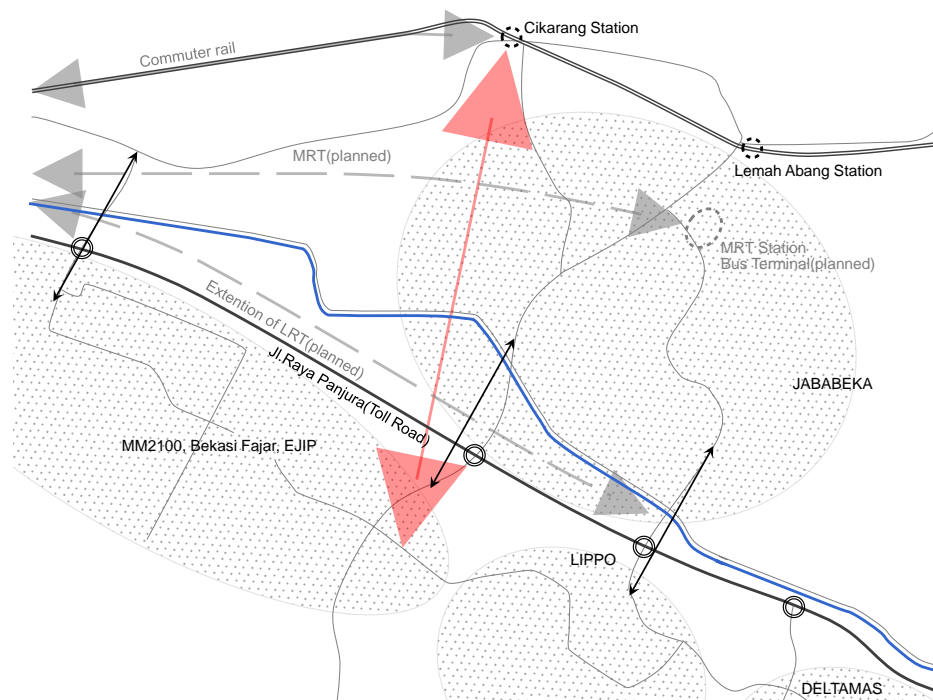 Cikarang Station
Commuter rail
MRT(planned)
Lemah Abang Station
MRT Station
Bus Terminal(planned)
Extention of LRT(planned)
Jl.Raya Panjura(Toll Road)
JABABEKA
MM2100, Bekasi Fajar, EJIP
LIPPO
DELTAMAS